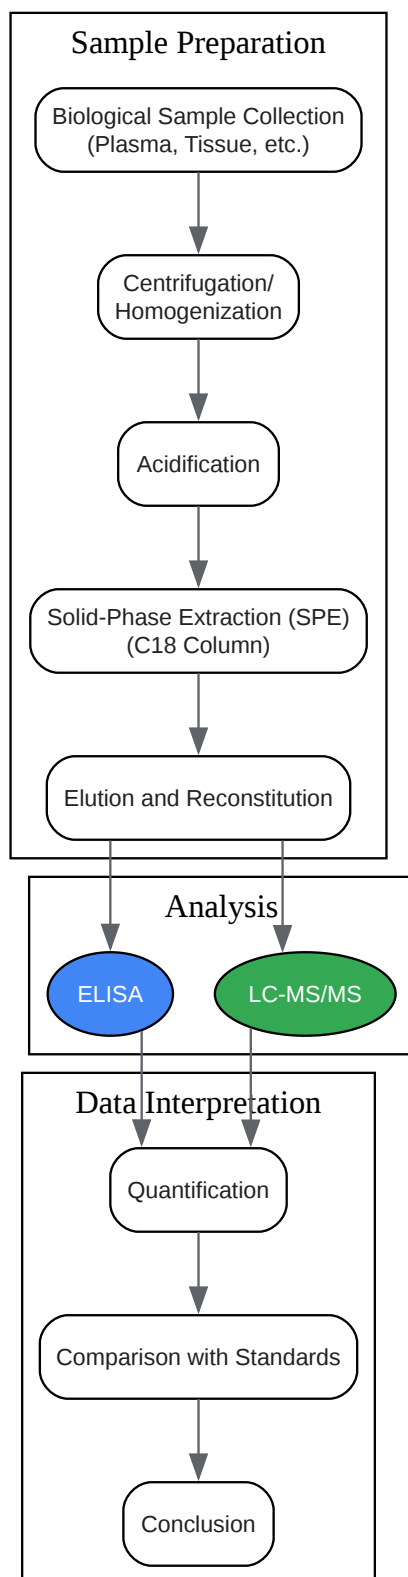 Sample Preparation
Biological Sample Collection
(Plasma, Tissue, etc.)
Centrifugation/
Homogenization
Acidification
Solid-Phase Extraction (SPE)
(C18 Column)
Elution and Reconstitution
Analysis
ELISA
LC-MS/MS
Data Interpretation
Quantification
Comparison with Standards
Conclusion